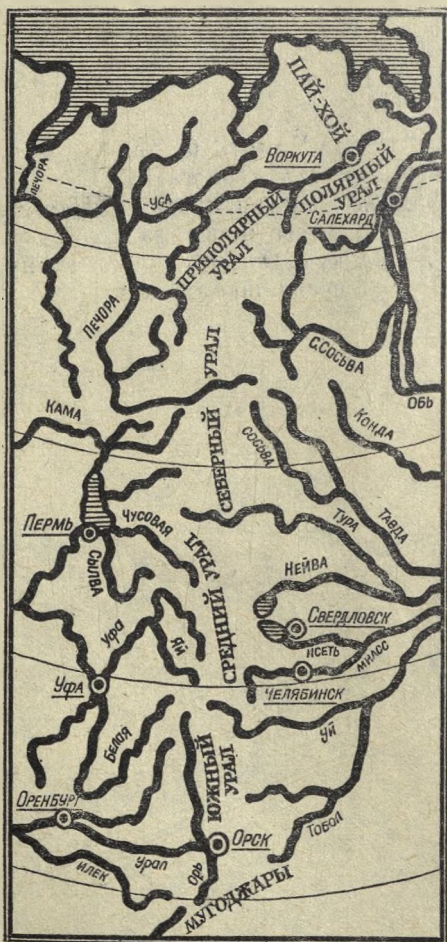 ПАЙ-ХОЙ
ВОРКУТА
ПЕЧОРА
УСА
ПОЛЯРНЫЙ
УРАЛ
САЛЕХАРД
ПРИПОЛЯРНЫЙ
УРАЛ
ПЕЧОРА
УРАЛ
С.СОСЬВА
ОБЬ
КАМА
СЕВЕРНЫЙ
СОСЬВА
КОНДА
ПЕРМЬ
ЧУСОВАЯ
ТУРА
ТАВДА
СЫЛВА
СРЕДНИЙ УРАЛ
НЕЙВА
СВЕРДЛОВСК
УФА
ЯЙ
ИСЕТЬ
МИАСС
УФА
ЧЕЛЯБИНСК
БЕЛАЯ
УЙ
ЮЖНЫЙ
УРАЛ
ОРЕНБУРГ
ТОБОЛ
УРАЛ
ОРСК
ИЛЕК
ОРЬ
МУГОДЖАРЫ